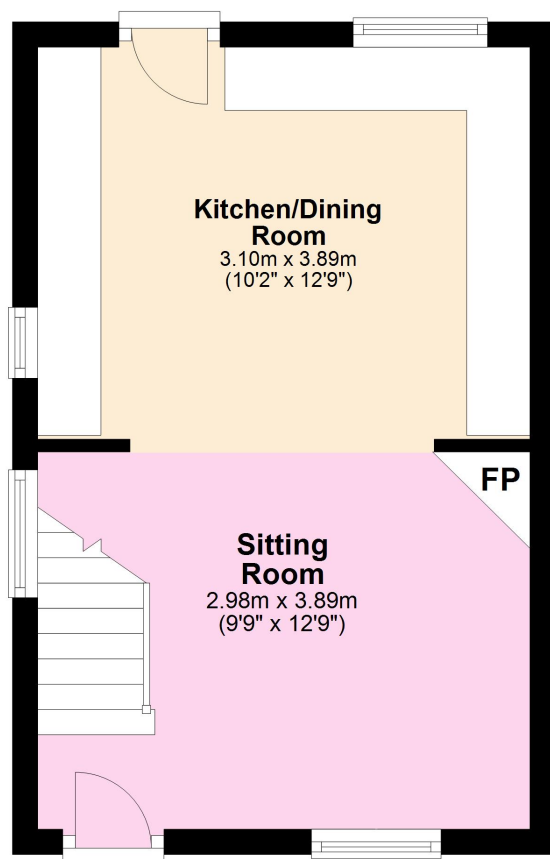 Kitchen/Dining
Room
3.10m x 3.89m
(10'2" x 12'9")
FP
Sitting
Room
2.98m x 3.89m
(9'9" x 12'9")